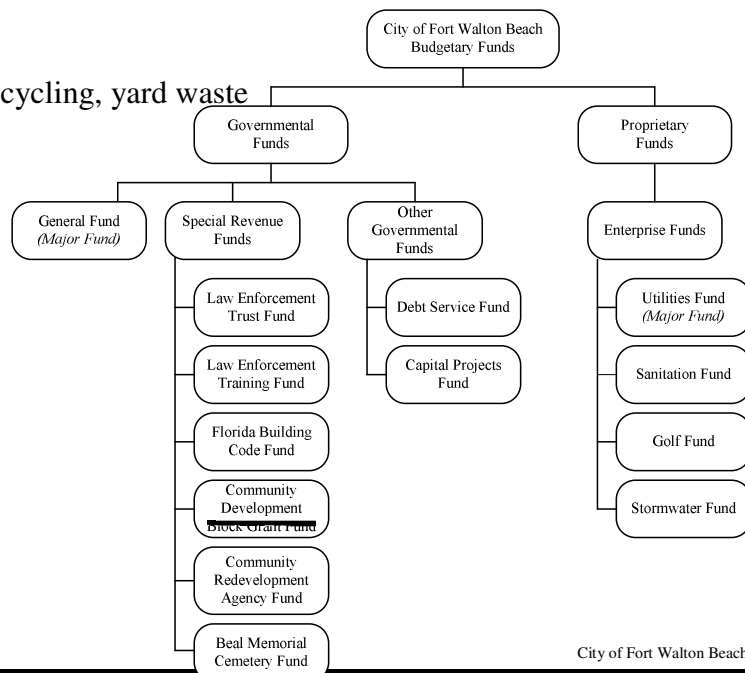 City of Fort Walton Beach
Budgetary Funds
cycling, yard waste
Governmental
Funds
Proprietary
Funds
General Fund
(Major Fund)
Special Revenue
Funds
Other
Governmental
Funds
Enterprise Funds
Law Enforcement
Trust Fund
Debt Service Fund
Utilities Fund
(Major Fund)
Law Enforcement
Training Fund
Capital Projects
Fund
Sanitation Fund
Florida Building
Code Fund
Golf Fund
Community
Development
Block Grant Fund
Stormwater Fund
Community
Redevelopment
Agency Fund
Beal Memorial
Cemetery Fund
City of Fort Walton Beach